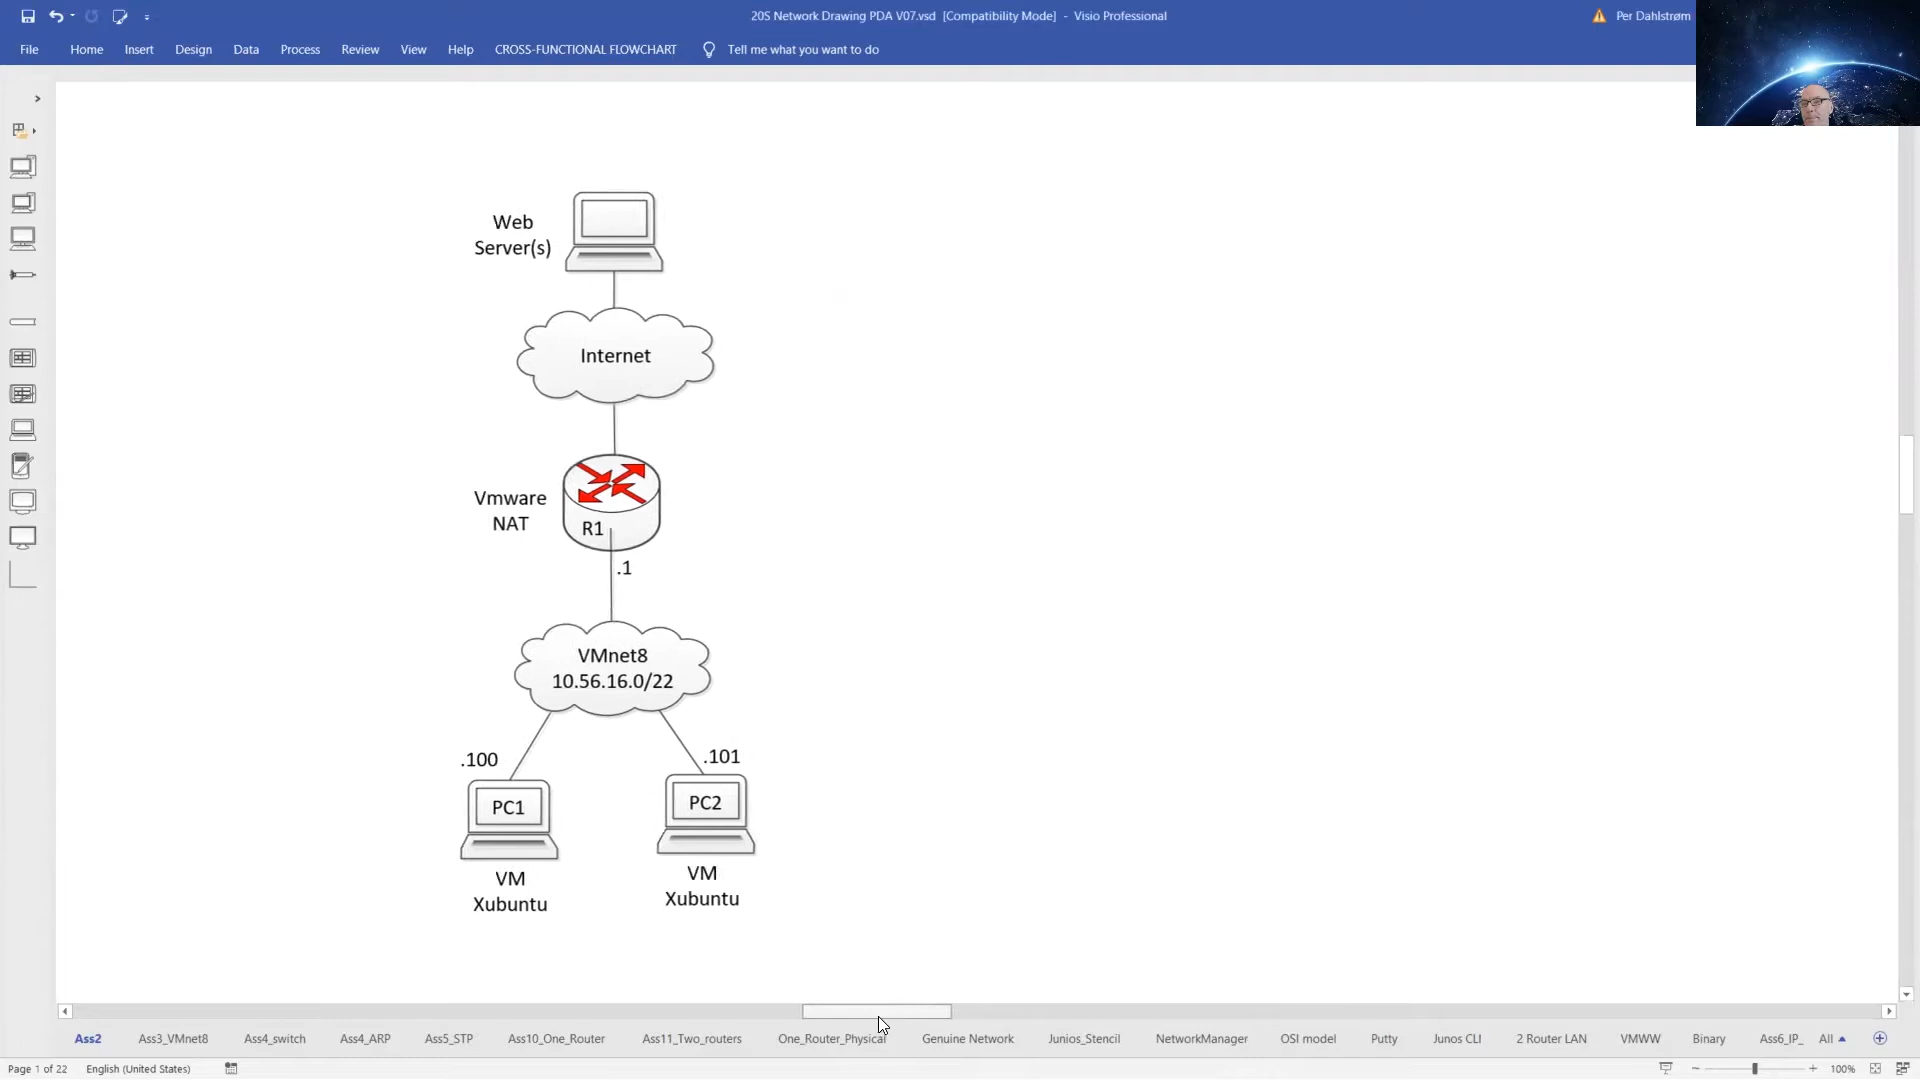 20S Network Drawing PDA V07.vsd [Compatibility Mode] - Visio Professional
Per Dahlstrøm
File Home Insert Design Data Process Review View Help CROSS-FUNCTIONAL FLOWCHART Tell me what you want to do
Web
Server(s)
Internet
Vmware
NAT
R1
.1
VMnet8
10.56.16.0/22
.100
.101
PC1
PC2
VM
Xubuntu
VM
Xubuntu
Ass2 Ass3_VMnet8 Ass4_switch Ass4_ARP Ass5_STP Ass10_One_Router Ass11_Two_routers One_Router_Physical Genuine Network Junios_Stencil NetworkManager OSI model Putty Junos CLI 2 Router LAN VMWW Binary Ass6_IP_ All
Page 1 of 22 English (United States) 100%